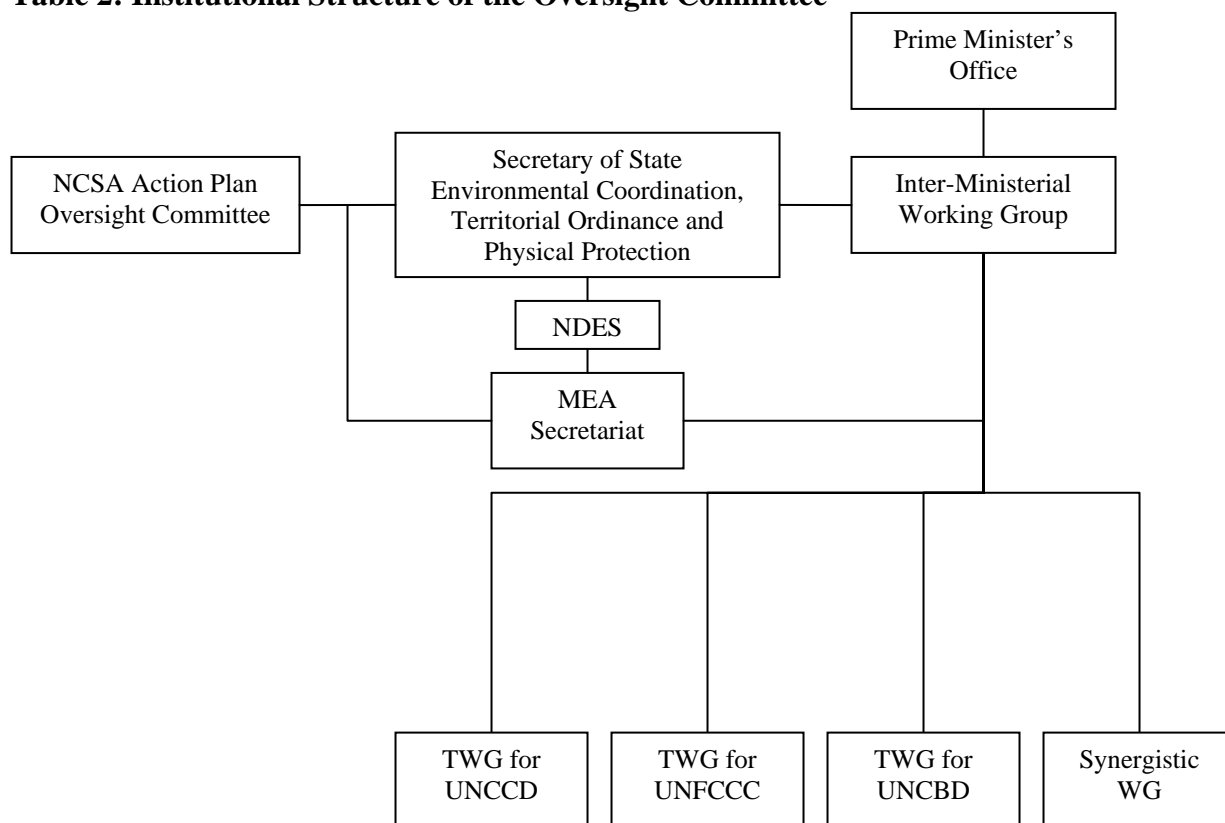 Table 2: Institutional Structure of the Oversight Committee
Prime Minister’s
Office
NCSA Action Plan
Oversight Committee
Secretary of State
Environmental Coordination,
Territorial Ordinance and
Physical Protection
Inter-Ministerial
Working Group
NDES
MEA
Secretariat
TWG for
UNCCD
TWG for
UNFCCC
TWG for
UNCBD
Synergistic
WG